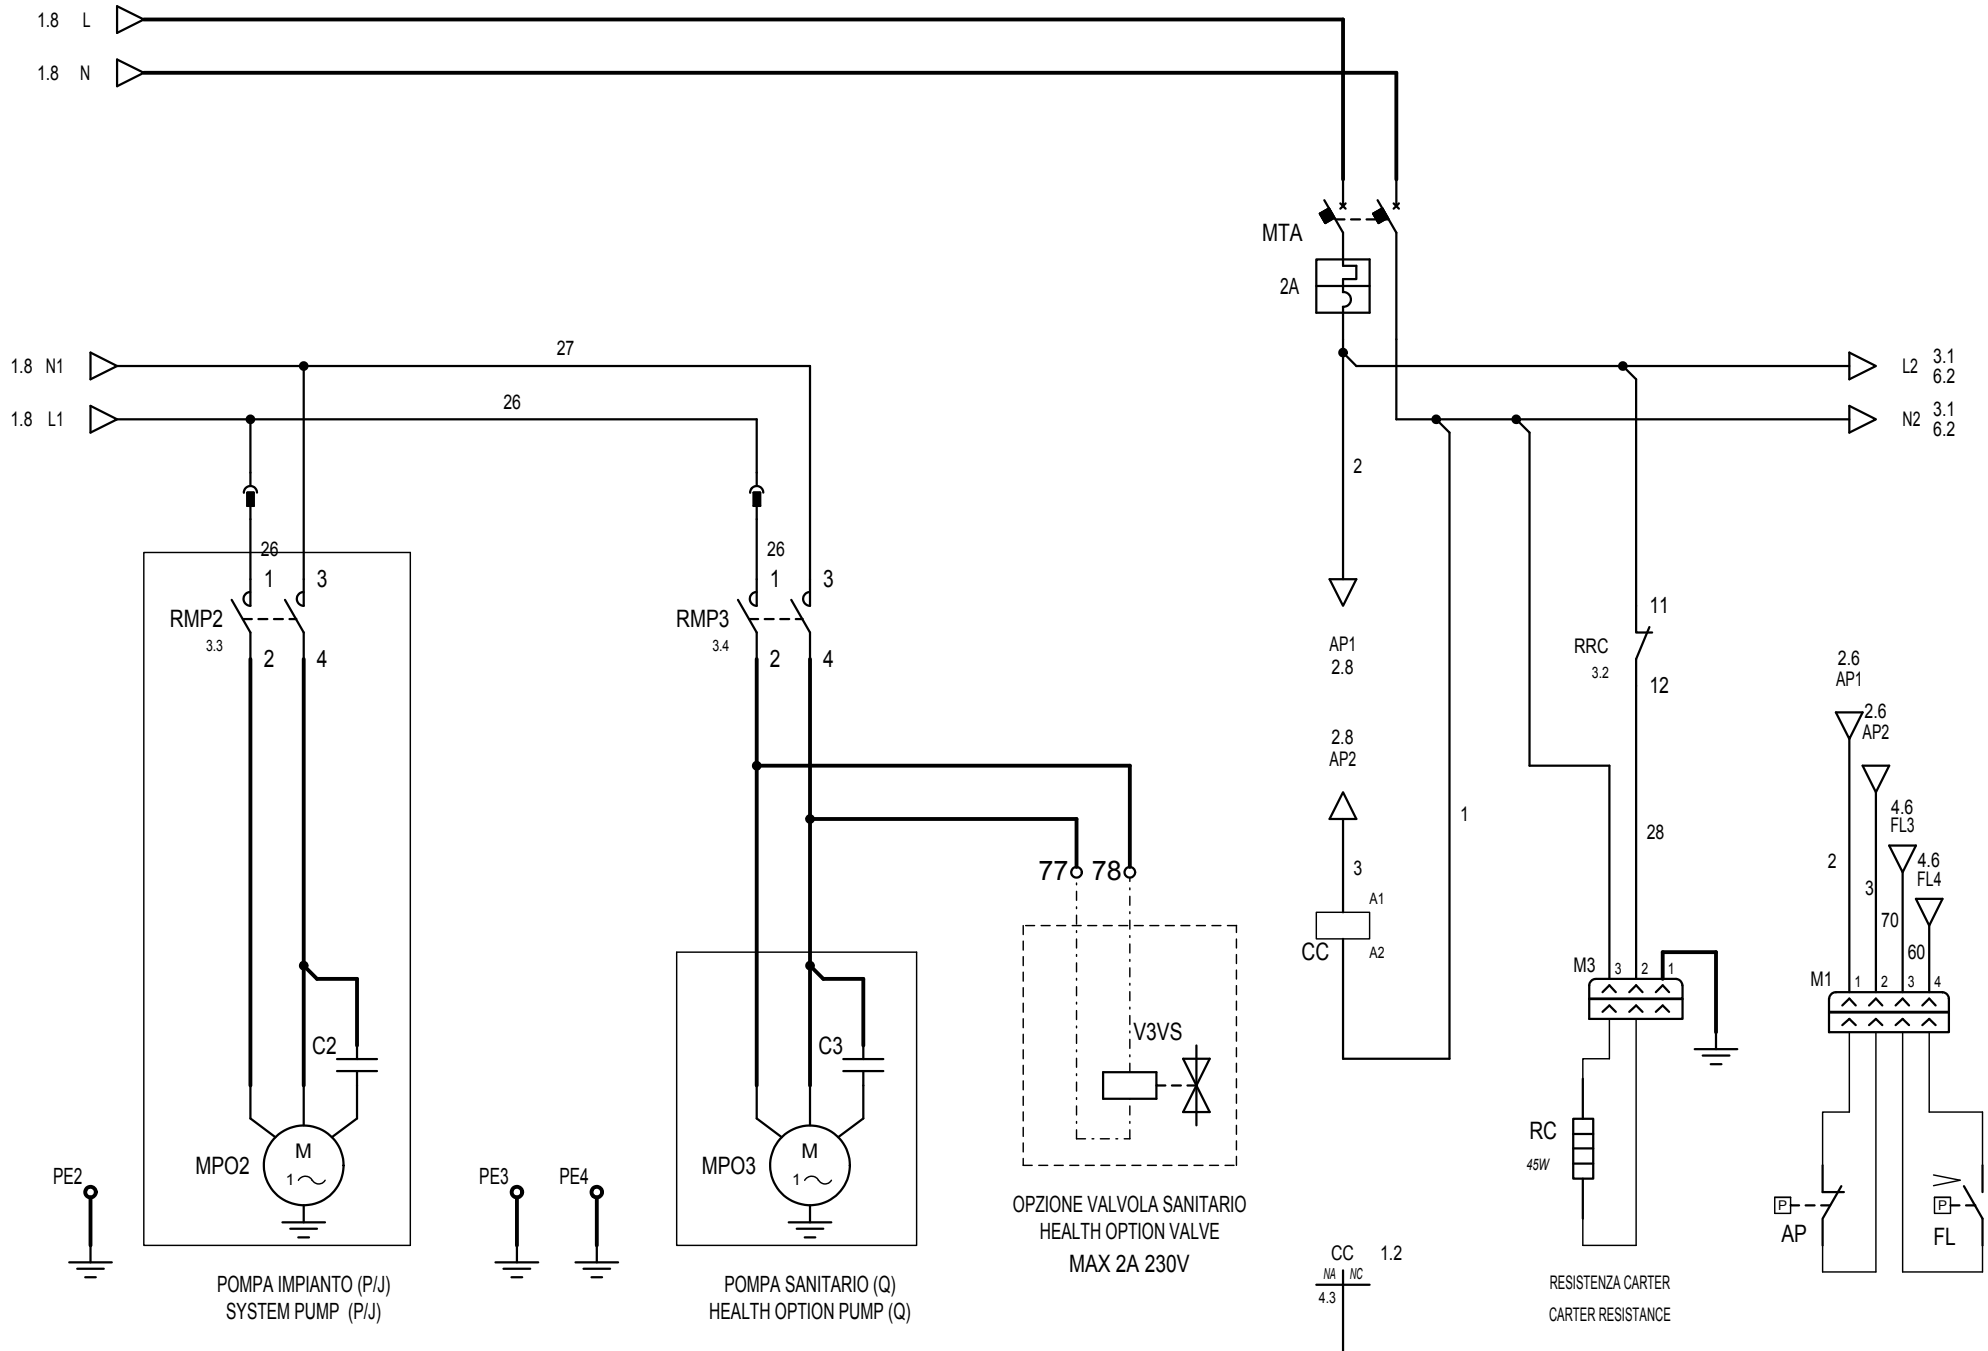 1.8 L
1.8 N
MTA
2A
1.8 N1
27
1.8 L1
26
L2 3.1
6.2
N2 3.1
6.2
2
26
1 3
RMP2
3.3
2 4
26
1 3
RMP3
3.4
2 4
AP1
2.8
2.8
AP2
11
RRC
3.2
12
2.6
AP1
2.6
AP2
4.6
FL3
4.6
FL4
1
28
2
3
70
60
77 78
3
A1
CC
A2
M3 3 2 1
M1 1 2 3 4
C2
C3
V3VS
RC
45W
MPO2
M
1
MPO3
M
1
PE2
PE3
PE4
P
AP
P
FL
OPZIONE VALVOLA SANITARIO
HEALTH OPTION VALVE
MAX 2A 230V
CC 1.2
NA NC
4.3
POMPA IMPIANTO (P/J)
SYSTEM PUMP (P/J)
POMPA SANITARIO (Q)
HEALTH OPTION PUMP (Q)
RESISTENZA CARTER
CARTER RESISTANCE